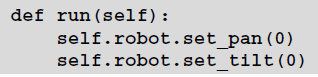 def run(self):
    self.robot.set_pan(0)
    self.robot.set_tilt(0)